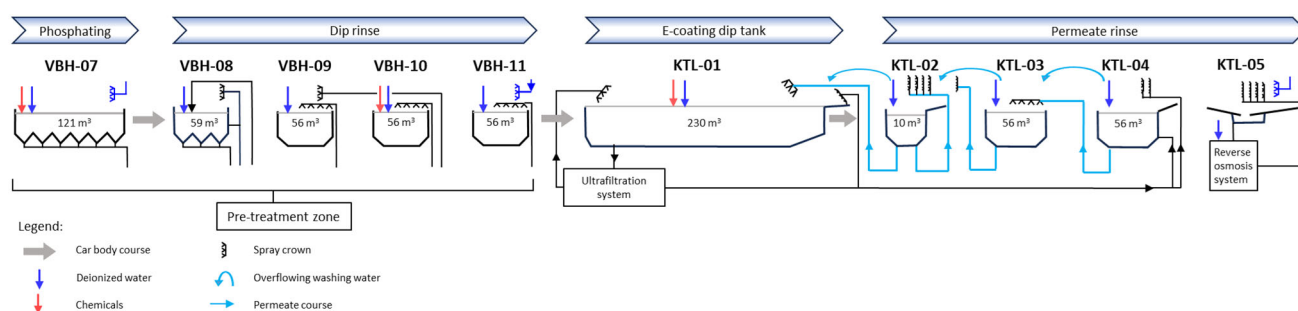 Phosphating
Dip rinse
E-coating dip tank
Permeate rinse
VBH-07
VBH-08
VBH-09
VBH-10
VBH-11
KTL-01
KTL-02
KTL-03
KTL-04
KTL-05
121 m³
59 m³
56 m³
56 m³
56 m³
230 m³
10 m³
56 m³
56 m³
Ultrafiltration
system
Reverse
osmosis
system
Pre-treatment zone
Legend:
Car body course
Spray crown
Deionized water
Overflowing washing water
Chemicals
Permeate course